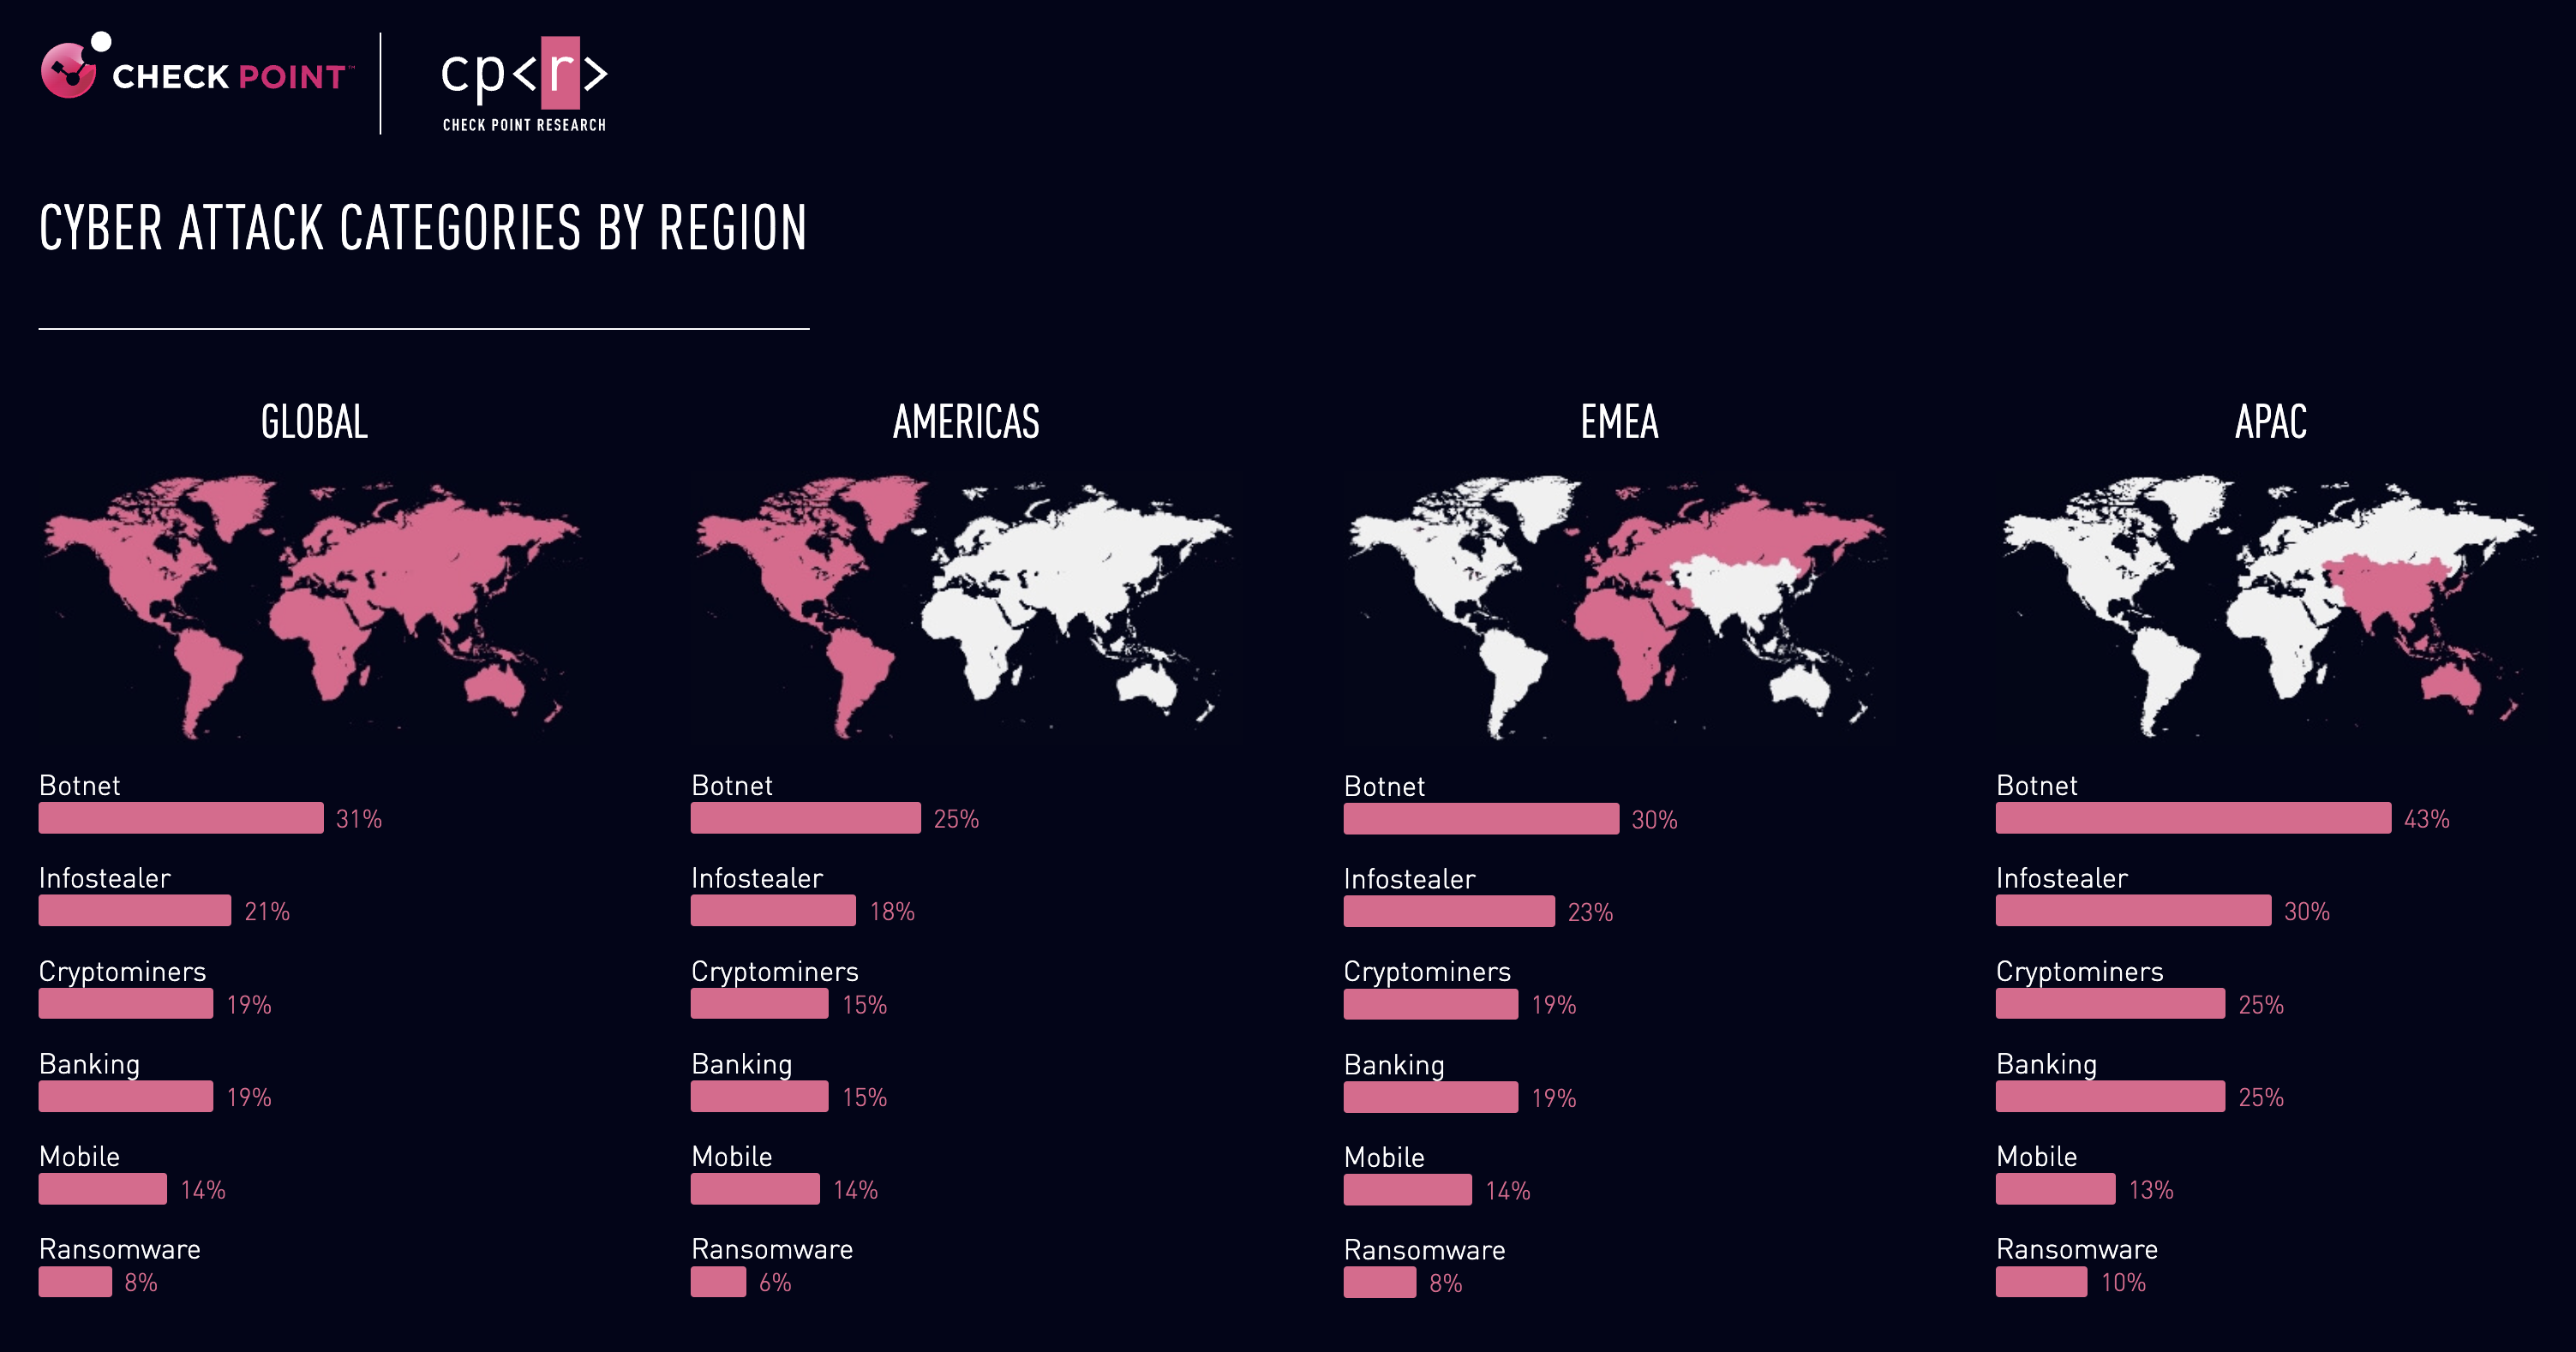 CHECK POINT™
cp<r>
CHECK POINT RESEARCH
CYBER ATTACK CATEGORIES BY REGION
GLOBAL
Botnet
31%
Infostealer
21%
Cryptominers
19%
Banking
19%
Mobile
14%
Ransomware
8%
AMERICAS
Botnet
25%
Infostealer
18%
Cryptominers
15%
Banking
15%
Mobile
14%
Ransomware
6%
EMEA
Botnet
30%
Infostealer
23%
Cryptominers
19%
Banking
19%
Mobile
14%
Ransomware
8%
APAC
Botnet
43%
Infostealer
30%
Cryptominers
25%
Banking
25%
Mobile
13%
Ransomware
10%